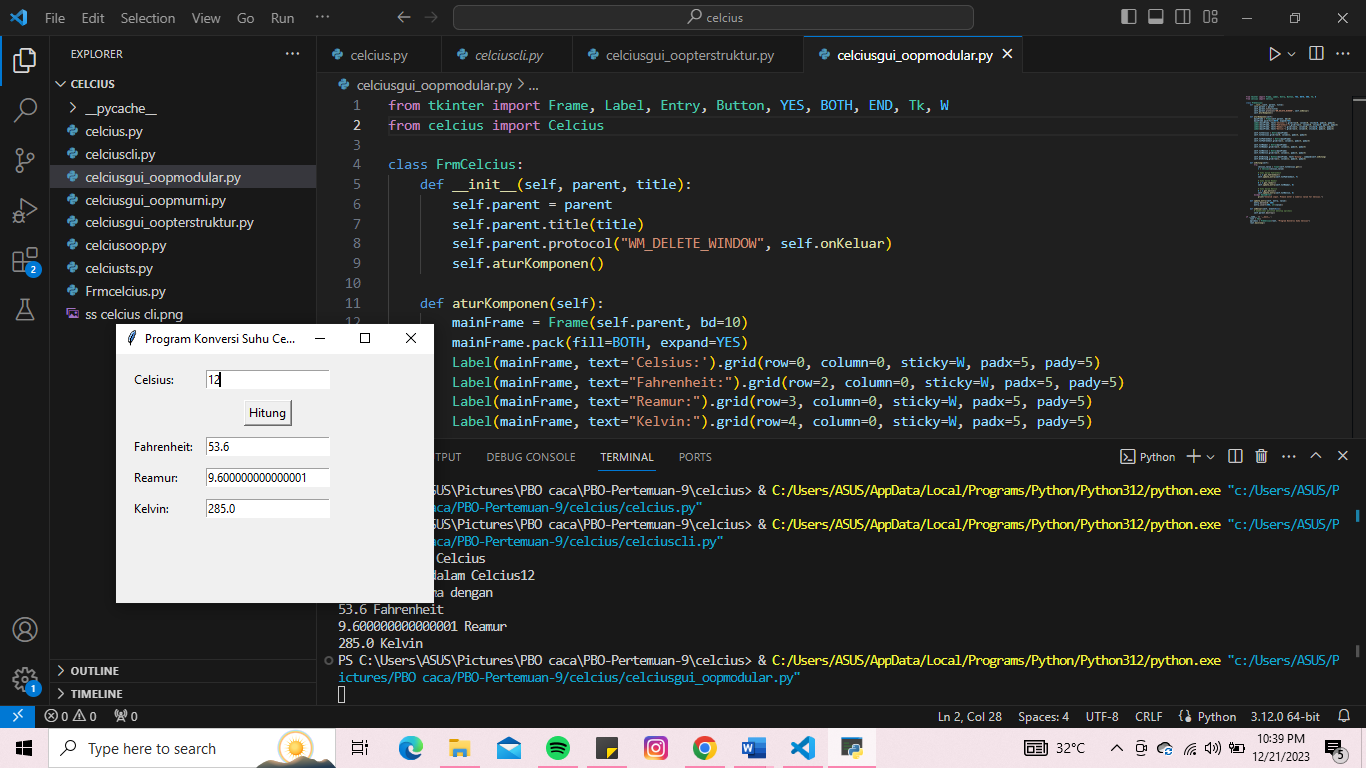 File Edit Selection View Go Run ··· celcius
EXPLORER ···
CELCIUS
__pycache__
celcius.py
celciuscli.py
celciusgui_oopmodular.py
celciusgui_oopmurni.py
celciusgui_oopterstruktur.py
celciusoop.py
celciusts.py
Frmcelcius.py
ss celcius cli.png
OUTLINE
TIMELINE
2
1
celcius.py celciuscli.py celciusgui_oopterstruktur.py celciusgui_oopmodular.py
celciusgui_oopmodular.py > ...
1 from tkinter import Frame, Label, Entry, Button, YES, BOTH, END, Tk, W
2 from celcius import Celcius
3
4 class FrmCelcius:
5 def __init__(self, parent, title):
6 self.parent = parent
7 self.parent.title(title)
8 self.parent.protocol("WM_DELETE_WINDOW", self.onKeluar)
9 self.aturKomponen()
10
11 def aturKomponen(self):
12 mainFrame = Frame(self.parent, bd=10)
mainFrame.pack(fill=BOTH, expand=YES)
Label(mainFrame, text='Celsius:').grid(row=0, column=0, sticky=W, padx=5, pady=5)
Label(mainFrame, text="Fahrenheit:").grid(row=2, column=0, sticky=W, padx=5, pady=5)
Label(mainFrame, text="Reamur:").grid(row=3, column=0, sticky=W, padx=5, pady=5)
Label(mainFrame, text="Kelvin:").grid(row=4, column=0, sticky=W, padx=5, pady=5)
Program Konversi Suhu Ce...
Celsius: 12
Hitung
Fahrenheit: 53.6
Reamur: 9.600000000000001
Kelvin: 285.0
TPUT DEBUG CONSOLE TERMINAL PORTS Python
SUS\Pictures\PBO caca\PBO-Pertemuan-9\celcius> & C:/Users/ASUS/AppData/Local/Programs/Python/Python312/python.exe "c:/Users/ASUS/P
aca/PBO-Pertemuan-9/celcius/celcius.py"
SUS\Pictures\PBO caca\PBO-Pertemuan-9\celcius> & C:/Users/ASUS/AppData/Local/Programs/Python/Python312/python.exe "c:/Users/ASUS/P
aca/PBO-Pertemuan-9/celcius/celciuscli.py"
Celcius
dalam Celcius12
ma dengan
53.6 Fahrenheit
9.600000000000001 Reamur
285.0 Kelvin
PS C:\Users\ASUS\Pictures\PBO caca\PBO-Pertemuan-9\celcius> & C:/Users/ASUS/AppData/Local/Programs/Python/Python312/python.exe "c:/Users/ASUS/P
ictures/PBO caca/PBO-Pertemuan-9/celcius/celciusgui_oopmodular.py"
0 0 0 Ln 2, Col 28 Spaces: 4 UTF-8 CRLF Python 3.12.0 64-bit
Type here to search 32°C 10:39 PM
12/21/2023 5